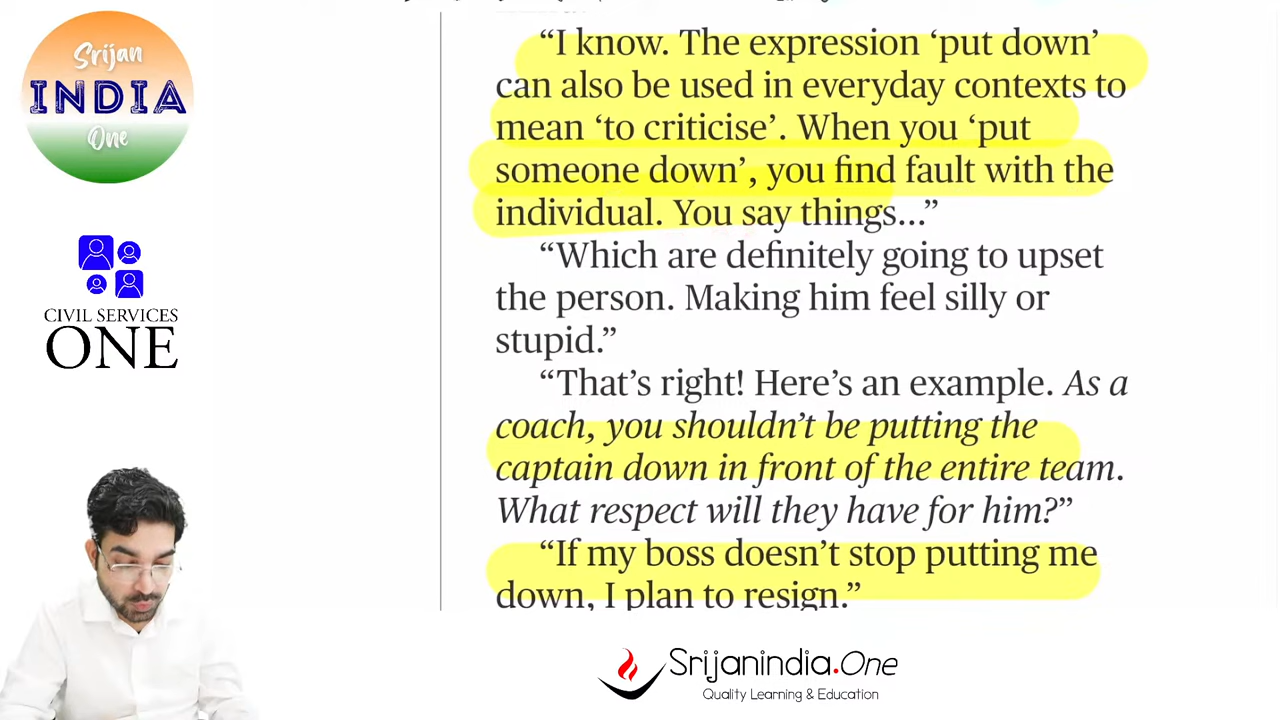 Srijan
INDIA
One
CIVIL SERVICES
ONE
“I know. The expression ‘put down’
can also be used in everyday contexts to
mean ‘to criticise’. When you ‘put
someone down’, you find fault with the
individual. You say things...”
“Which are definitely going to upset
the person. Making him feel silly or
stupid.”
“That’s right! Here’s an example. As a
coach, you shouldn’t be putting the
captain down in front of the entire team.
What respect will they have for him?”
“If my boss doesn’t stop putting me
down, I plan to resign.”
Srijanindia.One
Quality Learning & Education